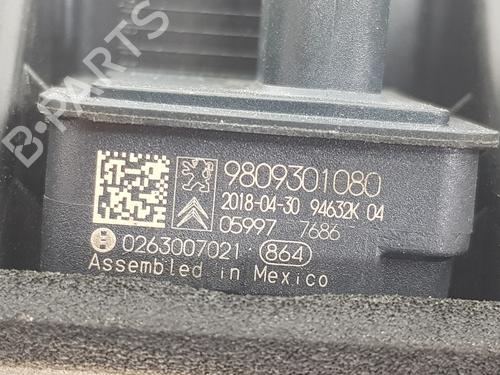 B-PARTS
9809301080
2018-04-30 94632K 04
05997 7686
0263007021 864
Assembled in Mexico